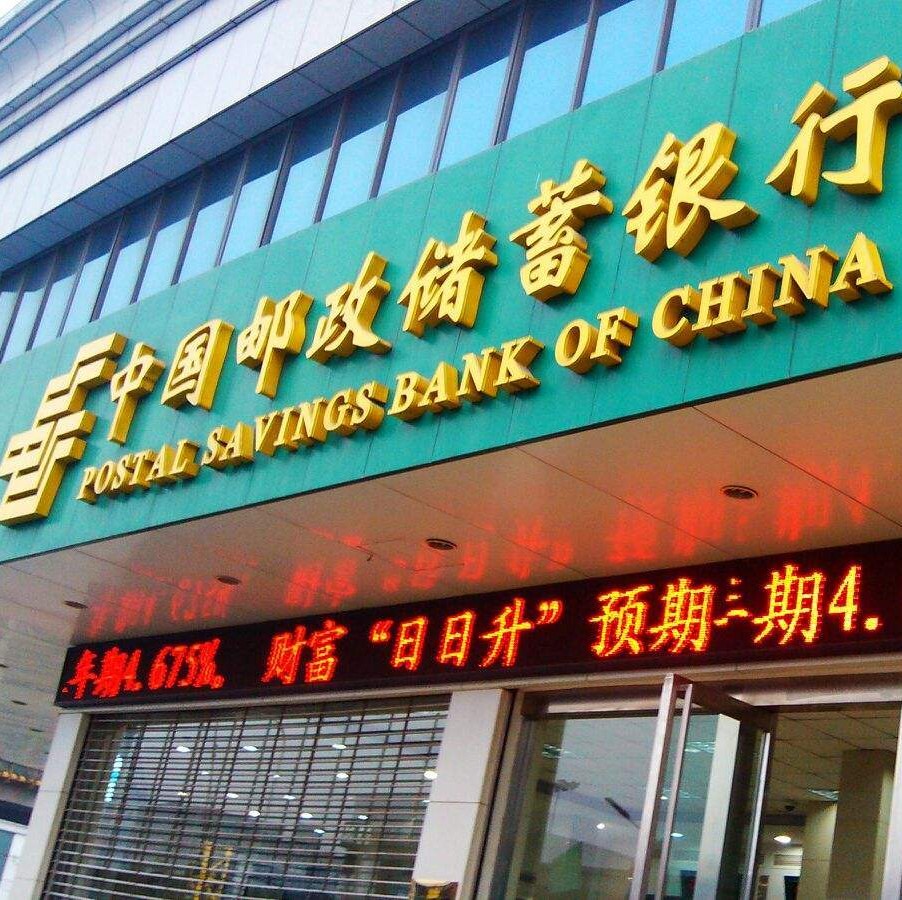 中国邮政储蓄银行
POSTAL SAVINGS BANK OF CHINA
年期4.675%。 财富“日日升” 预期三期4.